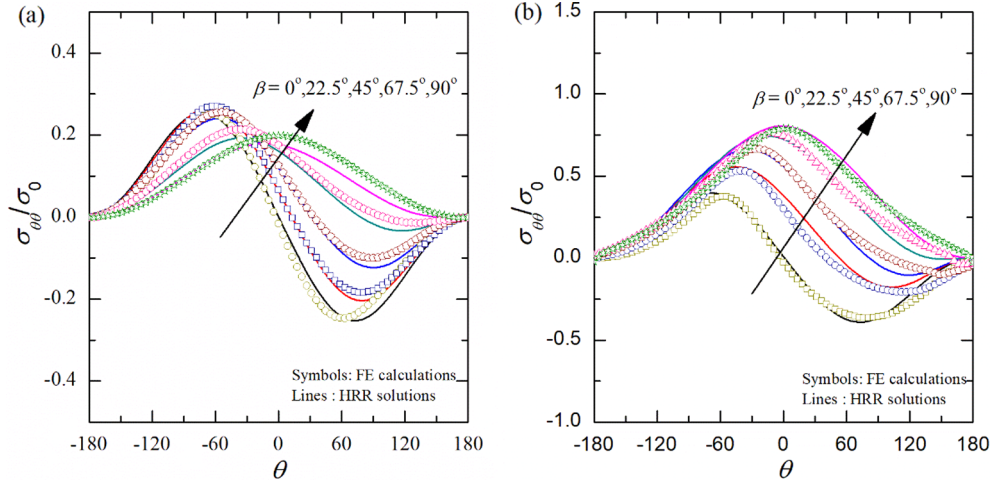 (a)
0.4
0.2
0.0
-0.2
-0.4
σθθ/σ0
β = 0°,22.5°,45°,67.5°,90°
Symbols: FE calculations
Lines : HRR solutions
-180 -120 -60 0 60 120 180
θ
(b)
1.5
1.0
0.5
0.0
-0.5
-1.0
σθθ/σ0
β = 0°,22.5°,45°,67.5°,90°
Symbols: FE calculations
Lines : HRR solutions
-180 -120 -60 0 60 120 180
θ